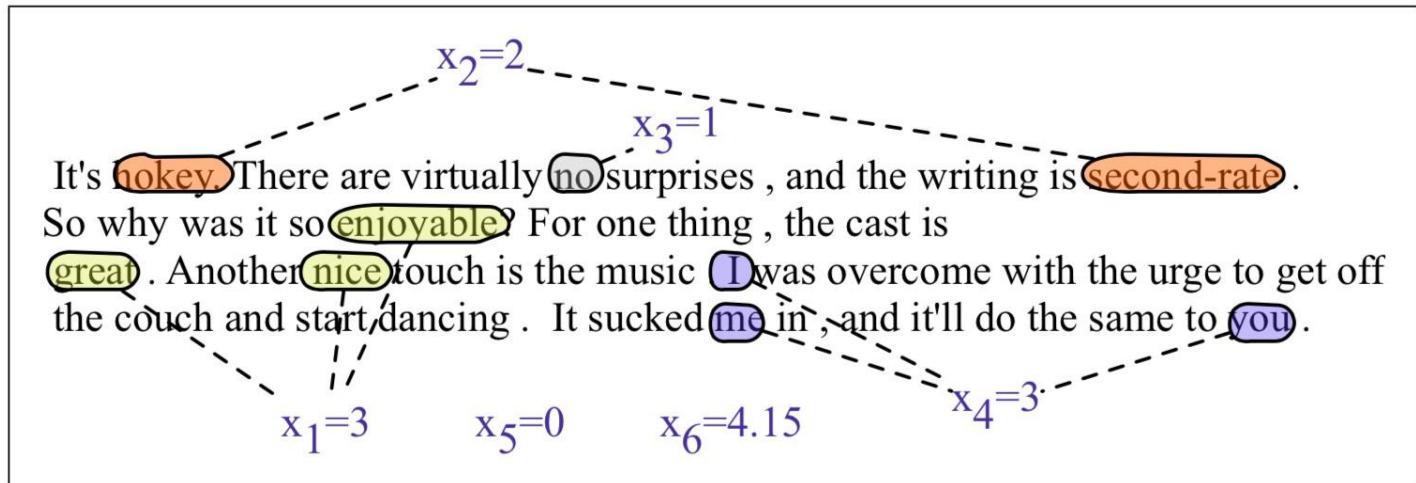 x2=2
x3=1
It's hokey. There are virtually no surprises , and the writing is second-rate .
So why was it so enjoyable? For one thing , the cast is
great . Another nice touch is the music I was overcome with the urge to get off
the couch and start dancing . It sucked me in , and it'll do the same to you .
x1=3 x5=0 x6=4.15 x4=3